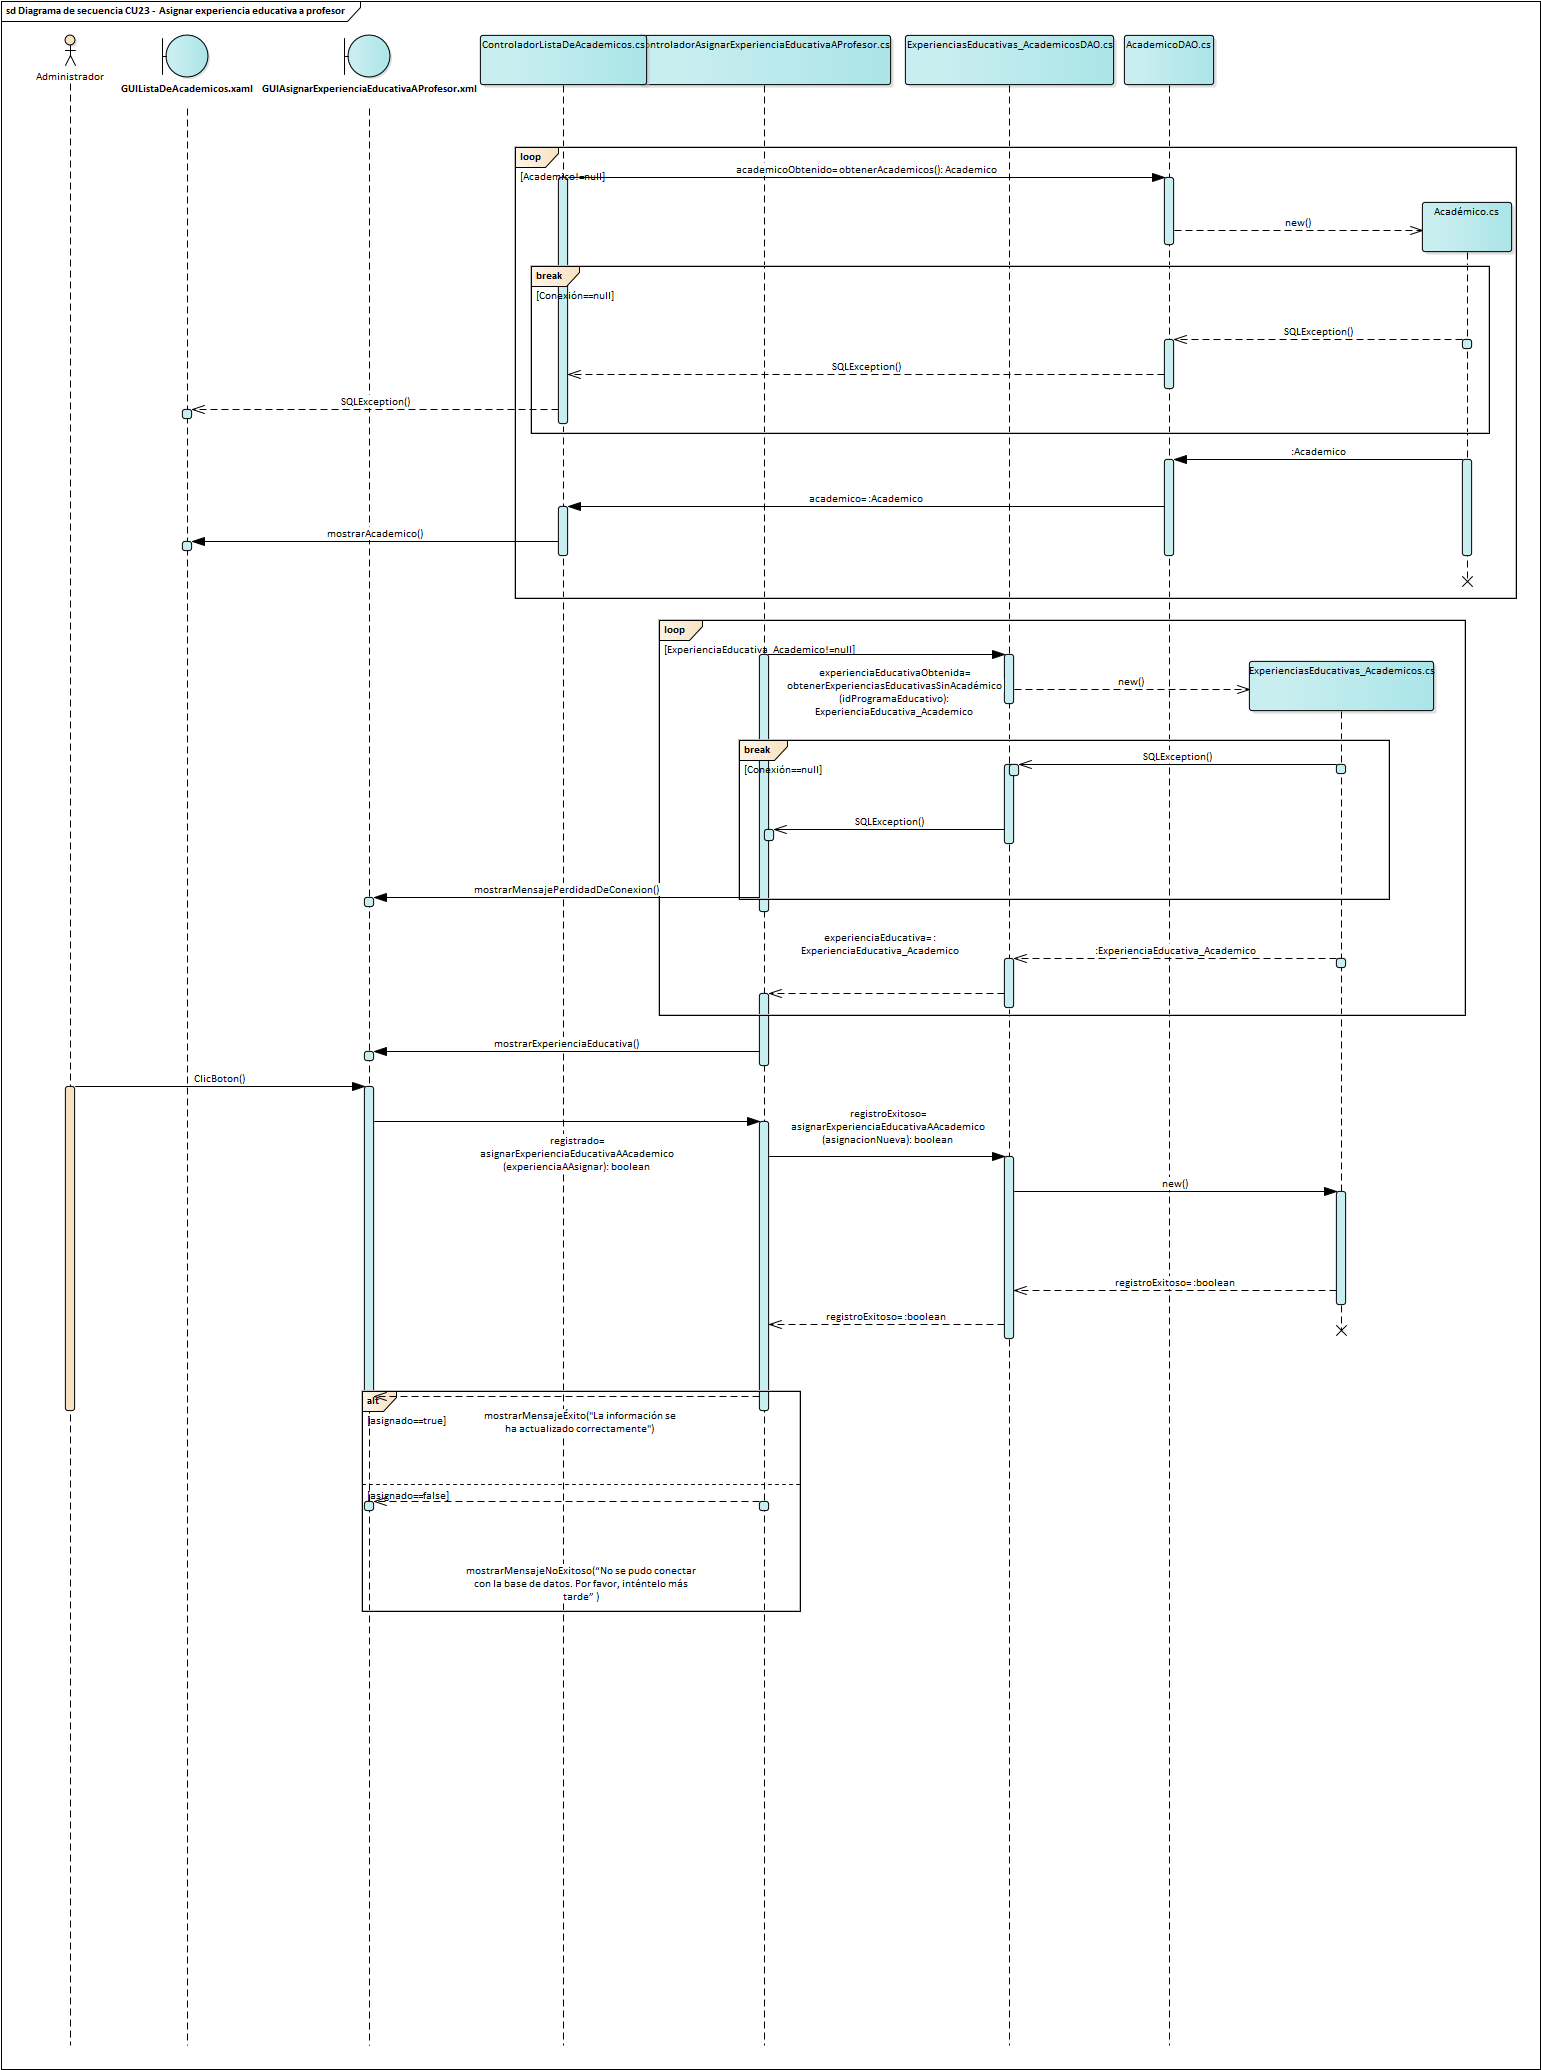 sd Diagrama de secuencia CU23 - Asignar experiencia educativa a profesor
Administrador
GUIListaDeAcademicos.xaml
GUIAsignarExperienciaEducativaAProfesor.xml
ControladorListaDeAcademicos.cs
ntroladorAsignarExperienciaEducativaAProfesor.cs
ExperienciasEducativas_AcademicosDAO.cs
AcademicoDAO.cs
loop
[Academico!=null]
academicoObtenido= obtenerAcademicos(): Academico
Académico.cs
new()
break
[Conexión==null]
SQLException()
SQLException()
SQLException()
:Academico
academico= :Academico
mostrarAcademico()
loop
[ExperienciaEducativa_Academico!=null]
experienciaEducativaObtenida=
obtenerExperienciasEducativasSinAcadémico
(idProgramaEducativo):
ExperienciaEducativa_Academico
new()
ExperienciasEducativas_Academicos.cs
break
[Conexión==null]
SQLException()
SQLException()
mostrarMensajePerdidadDeConexion()
experienciaEducativa= :
ExperienciaEducativa_Academico
:ExperienciaEducativa_Academico
mostrarExperienciaEducativa()
ClicBoton()
registrado=
asignarExperienciaEducativaAAcademico
(experienciaAAsignar): boolean
registroExitoso=
asignarExperienciaEducativaAAcademico
(asignacionNueva): boolean
new()
registroExitoso= :boolean
registroExitoso= :boolean
alt
[asignado==true]
mostrarMensajeÉxito("La información se
ha actualizado correctamente")
[asignado==false]
mostrarMensajeNoExitoso(“No se pudo conectar
con la base de datos. Por favor, inténtelo más
tarde” )